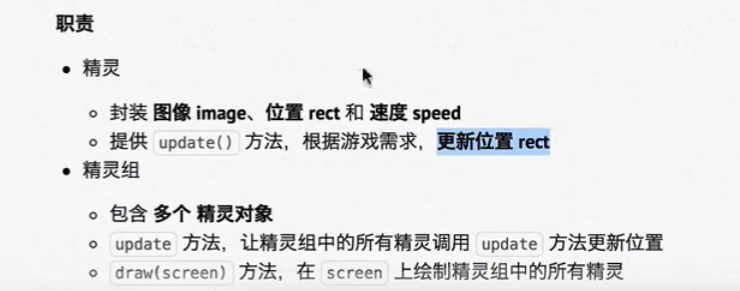 职责
精灵
封装 图像 image、位置 rect 和 速度 speed
提供 update() 方法，根据游戏需求，更新位置 rect
精灵组
包含 多个 精灵对象
update 方法，让精灵组中的所有精灵调用 update 方法更新位置
draw(screen) 方法，在 screen 上绘制精灵组中的所有精灵